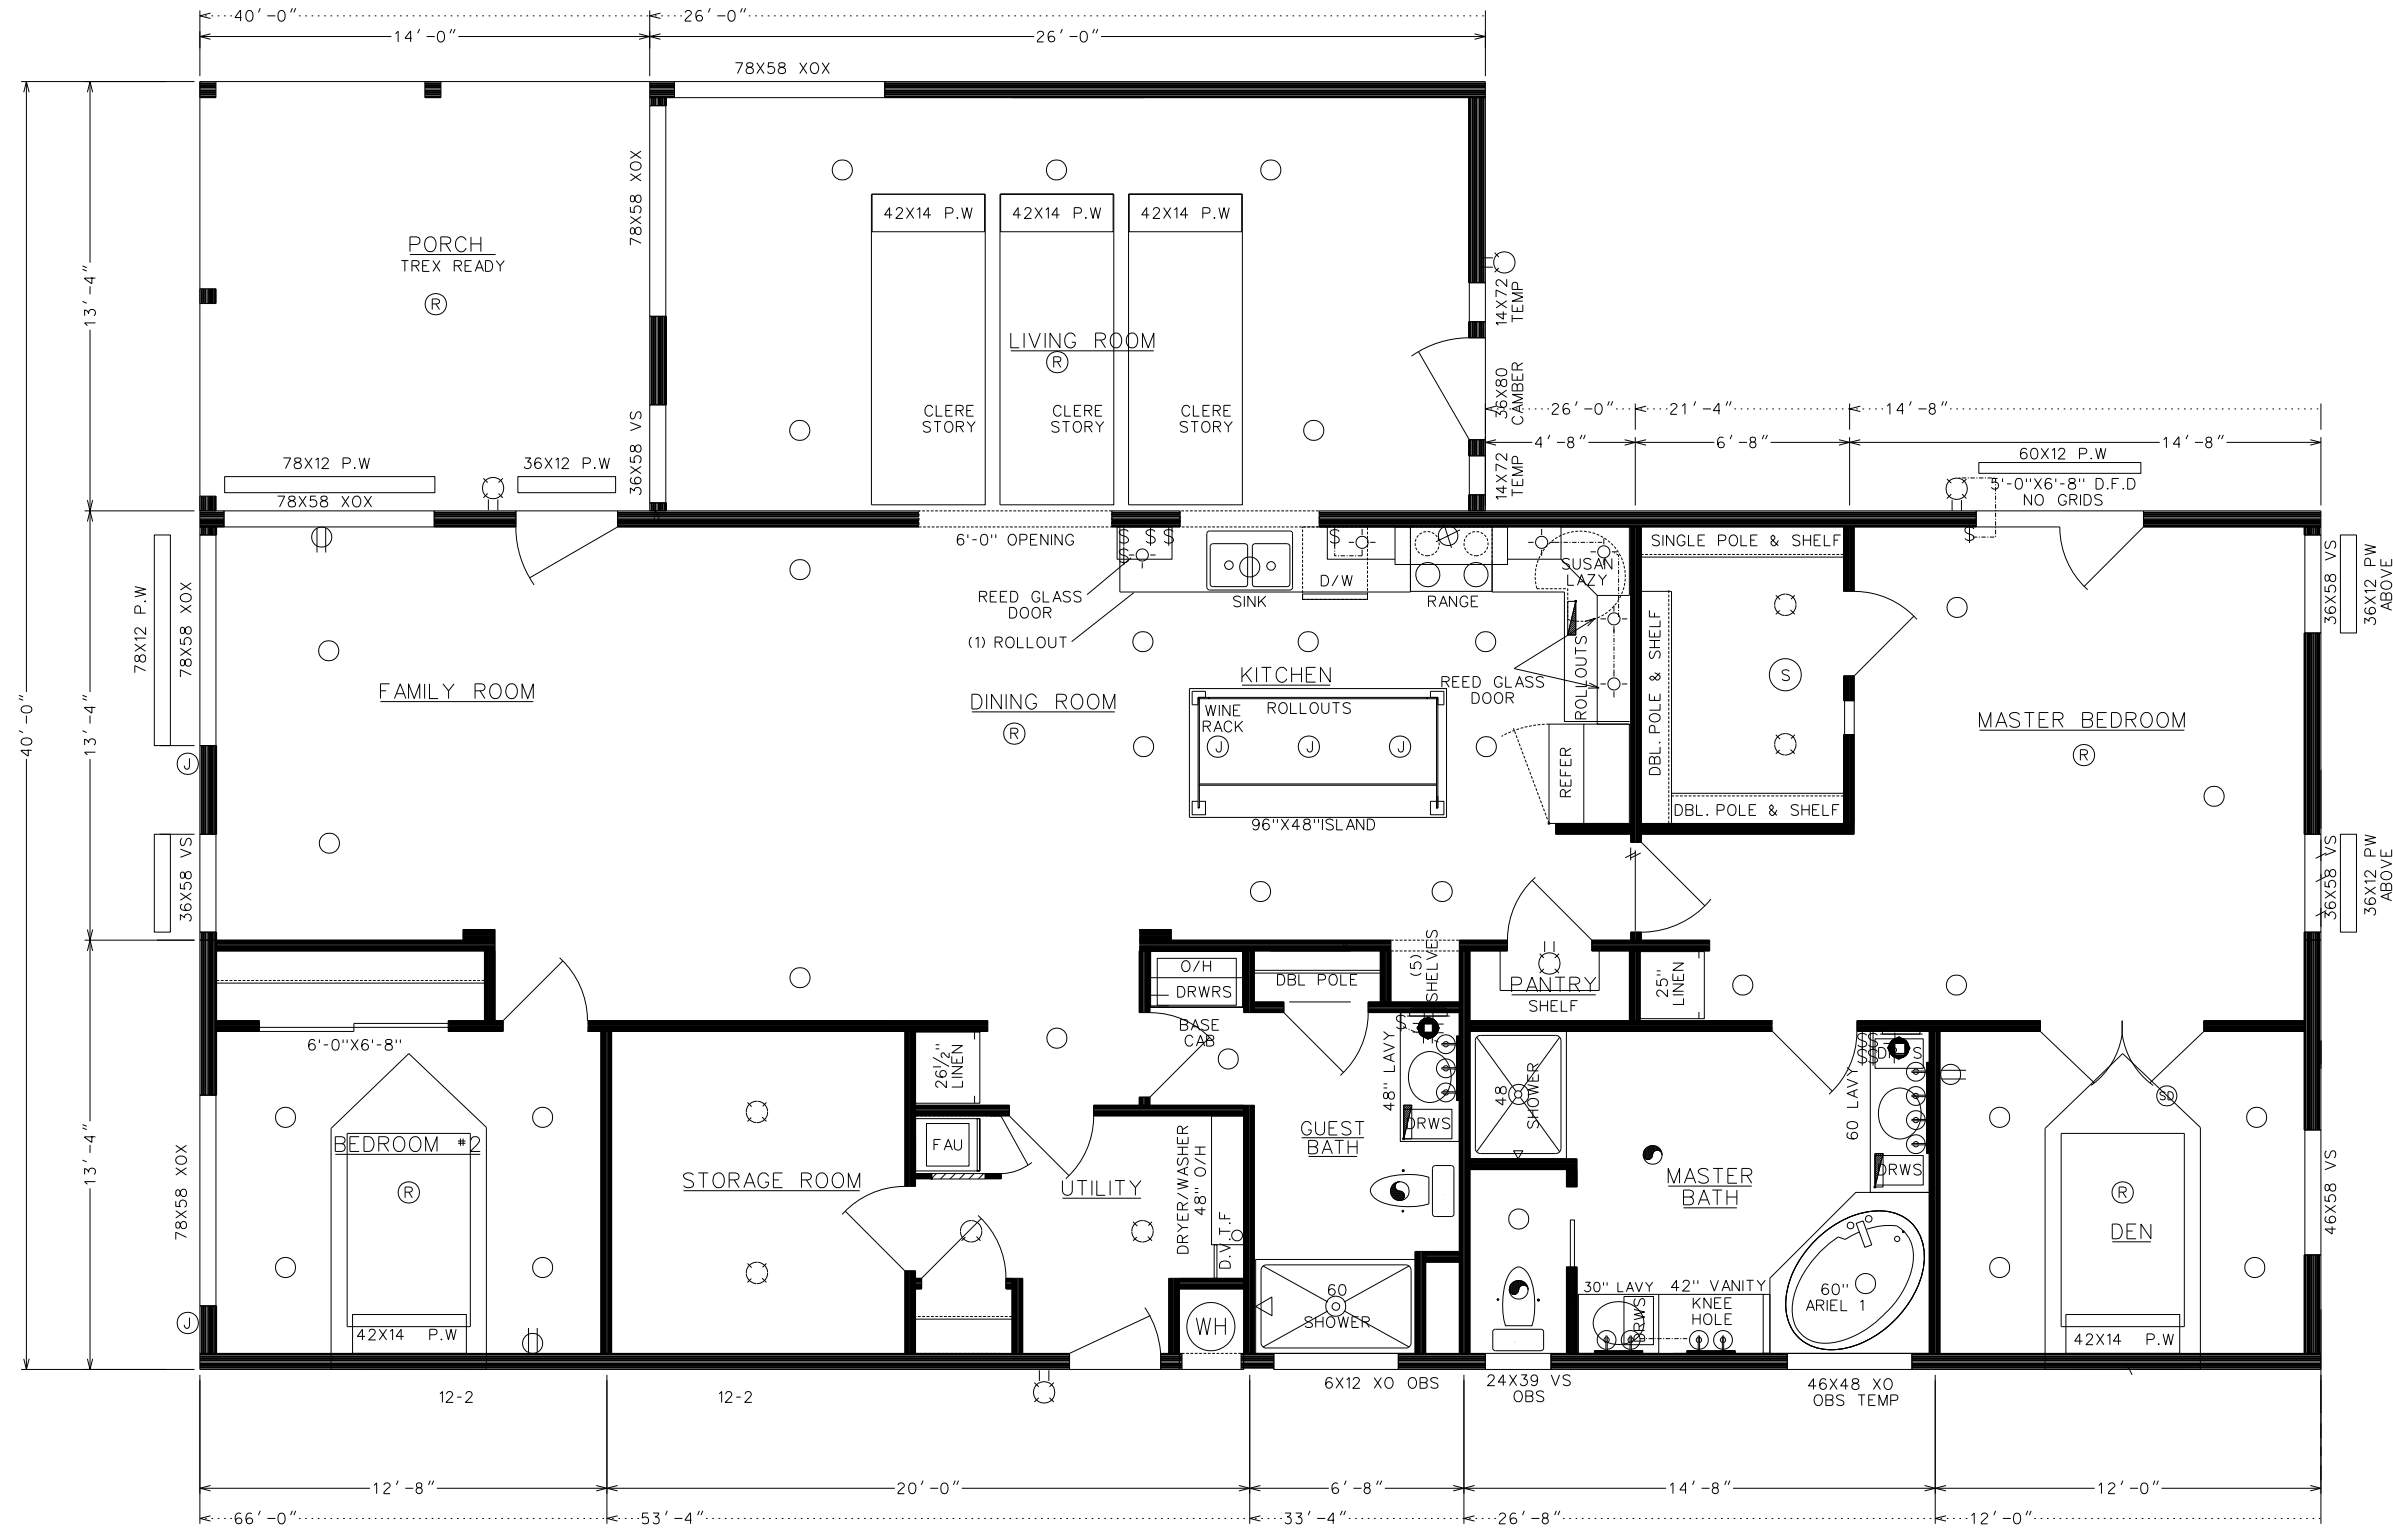 40'-0"
26'-0"
14'-0"
26'-0"
78X58 XOX
78X58 XOX
42X14 P.W
42X14 P.W
42X14 P.W
PORCH
TREX READY
R
13'-4"
14X72
TEMP
LIVING ROOM
R
36X80
CAMBER
CLERE
STORY
CLERE
STORY
CLERE
STORY
26'-0"
21'-4"
14'-8"
4'-8"
6'-8"
14'-8"
36X58 VS
14X72
TEMP
78X12 P.W
36X12 P.W
78X58 XOX
60X12 P.W
5'-0"X6'-8" D.F.D
NO GRIDS
6'-0" OPENING
$ $ $
$
$
$
SINGLE POLE & SHELF
SUSAN
LAZY
D/W
SINK
RANGE
REED GLASS
DOOR
(1) ROLLOUT
78X12 P.W
78X58 XOX
36X58 VS
36X12 PW
ABOVE
DBL. POLE & SHELF
ROLLOUTS
KITCHEN
REED GLASS
DOOR
S
FAMILY ROOM
DINING ROOM
R
WINE
RACK
ROLLOUTS
MASTER BEDROOM
R
40'-0"
13'-4"
J
J
J
J
REFER
DBL. POLE & SHELF
96"X48"ISLAND
36X58 VS
36X58 VS
36X12 PW
ABOVE
O/H
DRWRS
DBL POLE
(5)
SHELVES
PANTRY
SHELF
25"
LINEN
BASE
CAB
6'-0"X6'-8"
26½"
LINEN
48" LAVY
$
48
SHOWER
60 LAVY
$$
$$
SD
13'-4"
BEDROOM #2
R
78X58 XOX
FAU
STORAGE ROOM
UTILITY
DRYER/WASHER
48" O/H
D.V.T.F
GUEST
BATH
DRWS
DRWS
MASTER
BATH
R
DEN
46X58 VS
J
42X14 P.W
WH
60
SHOWER
30" LAVY
42" VANITY
DRWS
KNEE
HOLE
60"
ARIEL 1
42X14 P.W
12-2
12-2
6X12 XO OBS
24X39 VS
OBS
46X48 XO
OBS TEMP
12'-8"
20'-0"
6'-8"
14'-8"
12'-0"
66'-0"
53'-4"
33'-4"
26'-8"
12'-0"